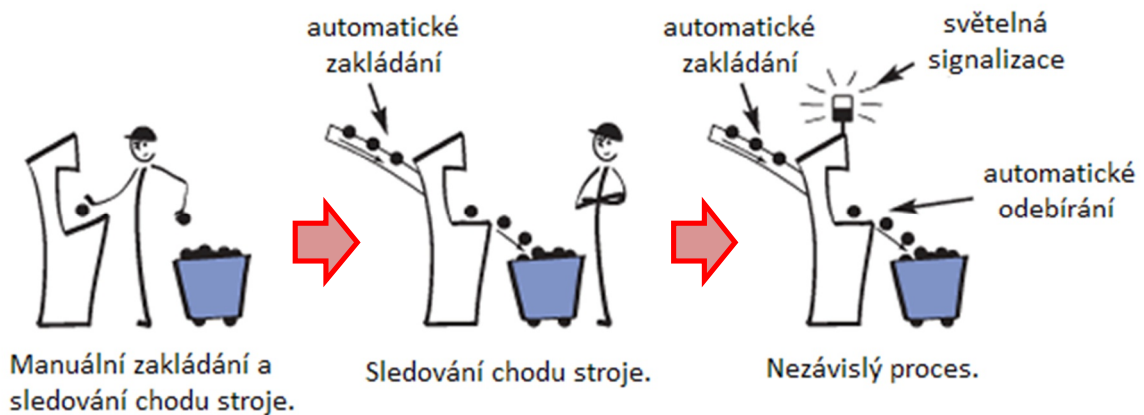 automatické
zakládání
automatické
zakládání
světelná
signalizace
automatické
odebírání
Manuální zakládání a
sledování chodu stroje.
Sledování chodu stroje.
Nezávislý proces.